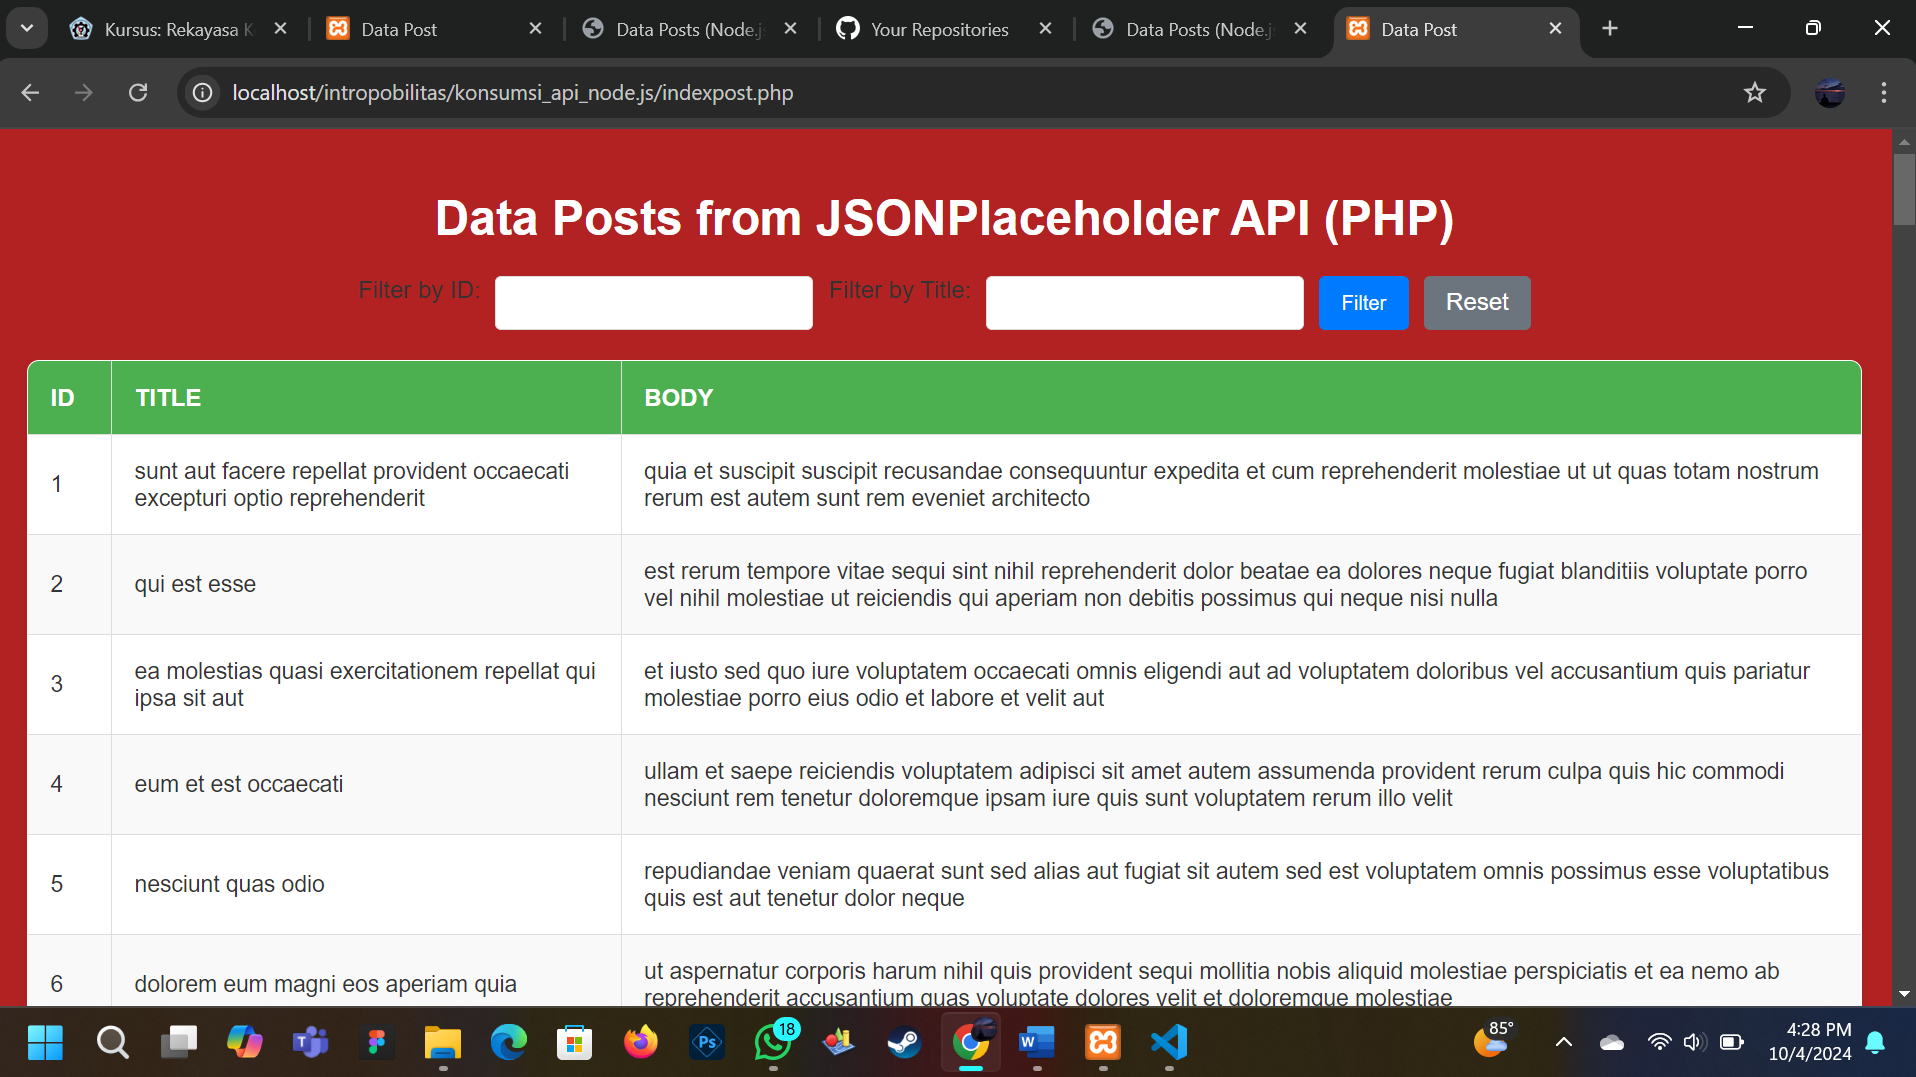 Kursus: Rekayasa K
Data Post
Data Posts (Node.js
Your Repositories
Data Posts (Node.js
Data Post
localhost/intropobilitas/konsumsi_api_node.js/indexpost.php
Data Posts from JSONPlaceholder API (PHP)
Filter by ID:
Filter by Title:
Filter
Reset
ID
TITLE
BODY
1
sunt aut facere repellat provident occaecati
excepturi optio reprehenderit
quia et suscipit suscipit recusandae consequuntur expedita et cum reprehenderit molestiae ut ut quas totam nostrum
rerum est autem sunt rem eveniet architecto
2
qui est esse
est rerum tempore vitae sequi sint nihil reprehenderit dolor beatae ea dolores neque fugiat blanditiis voluptate porro
vel nihil molestiae ut reiciendis qui aperiam non debitis possimus qui neque nisi nulla
3
ea molestias quasi exercitationem repellat qui
ipsa sit aut
et iusto sed quo iure voluptatem occaecati omnis eligendi aut ad voluptatem doloribus vel accusantium quis pariatur
molestiae porro eius odio et labore et velit aut
4
eum et est occaecati
ullam et saepe reiciendis voluptatem adipisci sit amet autem assumenda provident rerum culpa quis hic commodi
nesciunt rem tenetur doloremque ipsam iure quis sunt voluptatem rerum illo velit
5
nesciunt quas odio
repudiandae veniam quaerat sunt sed alias aut fugiat sit autem sed est voluptatem omnis possimus esse voluptatibus
quis est aut tenetur dolor neque
6
dolorem eum magni eos aperiam quia
ut aspernatur corporis harum nihil quis provident sequi mollitia nobis aliquid molestiae perspiciatis et ea nemo ab
reprehenderit accusantium quas voluptate dolores velit et doloremque molestiae
T
Ps
18
W
85°
4:28 PM
10/4/2024